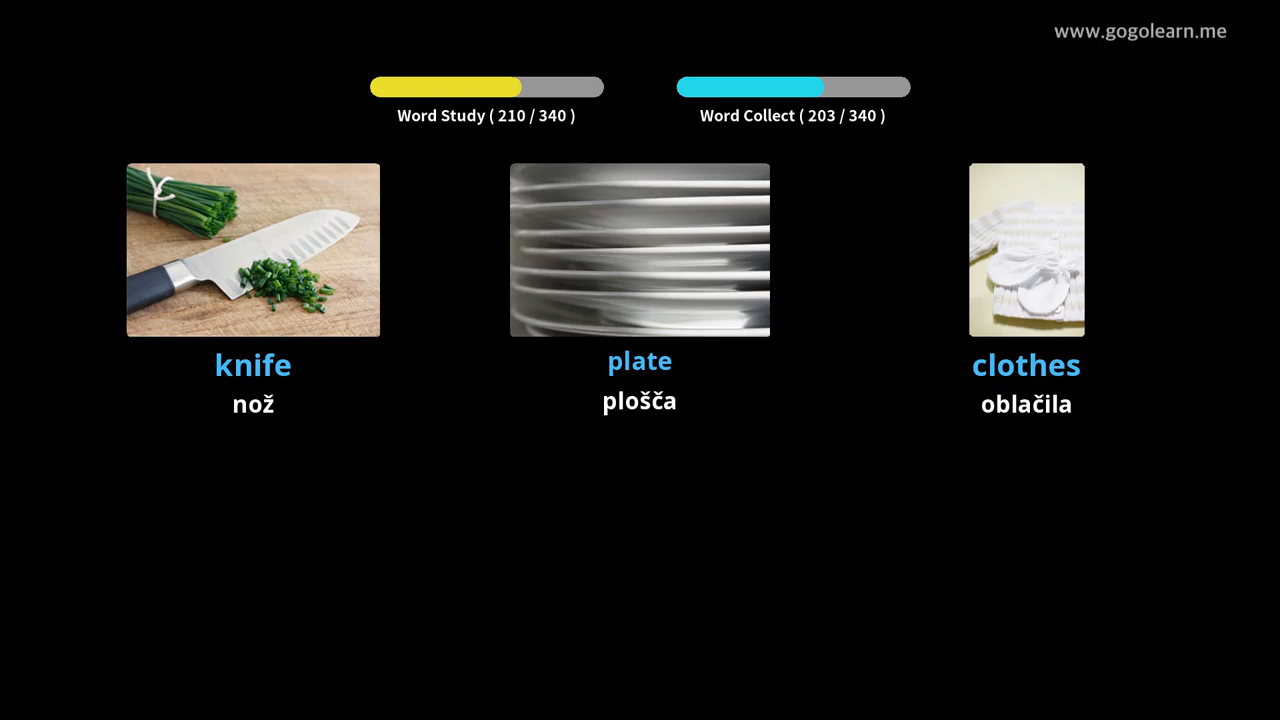 www.gogolearn.me
Word Study ( 210 / 340 )
Word Collect ( 203 / 340 )
knife
nož
plate
plošča
clothes
oblačila